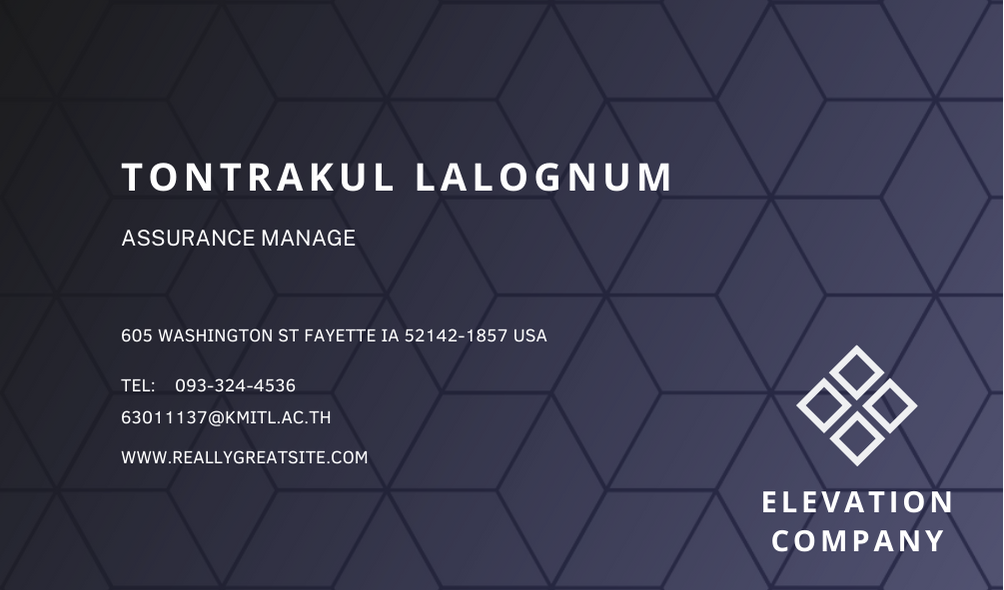 TONTRAKUL LALOGNUM
ASSURANCE MANAGE
605 WASHINGTON ST FAYETTE IA 52142-1857 USA
TEL: 093-324-4536
63011137@KMITL.AC.TH
WWW.REALLYGREATSITE.COM
ELEVATION
COMPANY